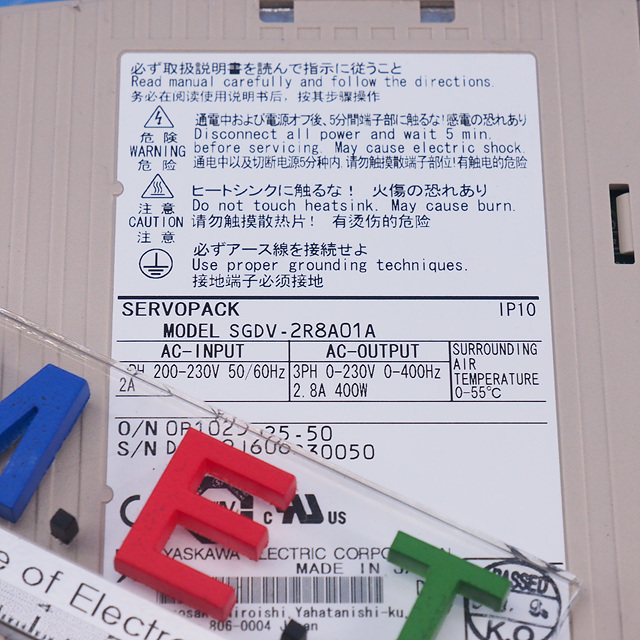 必ず取扱説明書を読んで指示に従うこと
Read manual carefully and follow the directions.
务必在阅读使用说明书后，按其步骤操作
危険
WARNING
危险
通電中および電源オフ後、5分間端子部に触るな!感電の恐れあり
Disconnect all power and wait 5 min.
before servicing. May cause electric shock.
通电中以及切断电源5分种内，请勿触摸散端子部位!有触电的危险
注意
CAUTION
注意
ヒートシンクに触るな! 火傷の恐れあり
Do not touch heatsink. May cause burn.
请勿触摸散热片! 有烫伤的危险
必ずアース線を接続せよ
Use proper grounding techniques.
接地端子必须接地
SERVOPACK IP10
MODEL SGDV-2R8A01A
AC-INPUT
PH 200-230V 50/60Hz
2A
AC-OUTPUT
3PH 0-230V 0-400Hz
2.8A 400W
SURROUNDING
AIR
TEMPERATURE
0-55℃
O/N
25-50
S/N
30050
c US
YASKAWA ELECTRIC
MADE IN
Yahatanishi-ku,
806-0004 Japan
PASSED
K.O
M.E.T
e of Electro